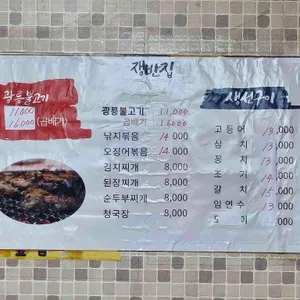 쟁반집
광릉불고기
11,000
16,000(곱배기)
광릉불고기 11,000
곱배기 16,000
낙지볶음 14 000
오징어볶음 14 000
김치찌개 8,000
된장찌개 8,000
순두부찌개 8,000
청국장 8,000
생선구이
고등어 13,000
삼치 13,000
꽁치 13,000
조기 14,000
갈치 15,000
임연수 13,000
도기 000